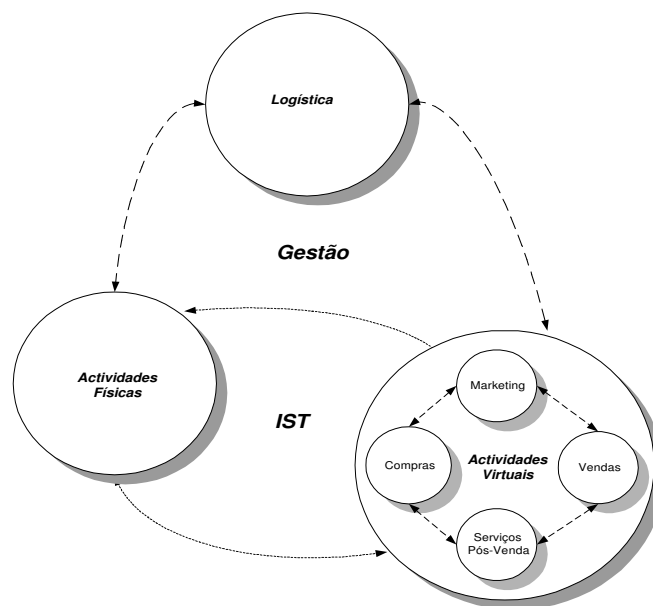 Logística
Gestão
Actividades
Físicas
IST
Marketing
Compras
Actividades
Virtuais
Vendas
Serviços
Pós-Venda